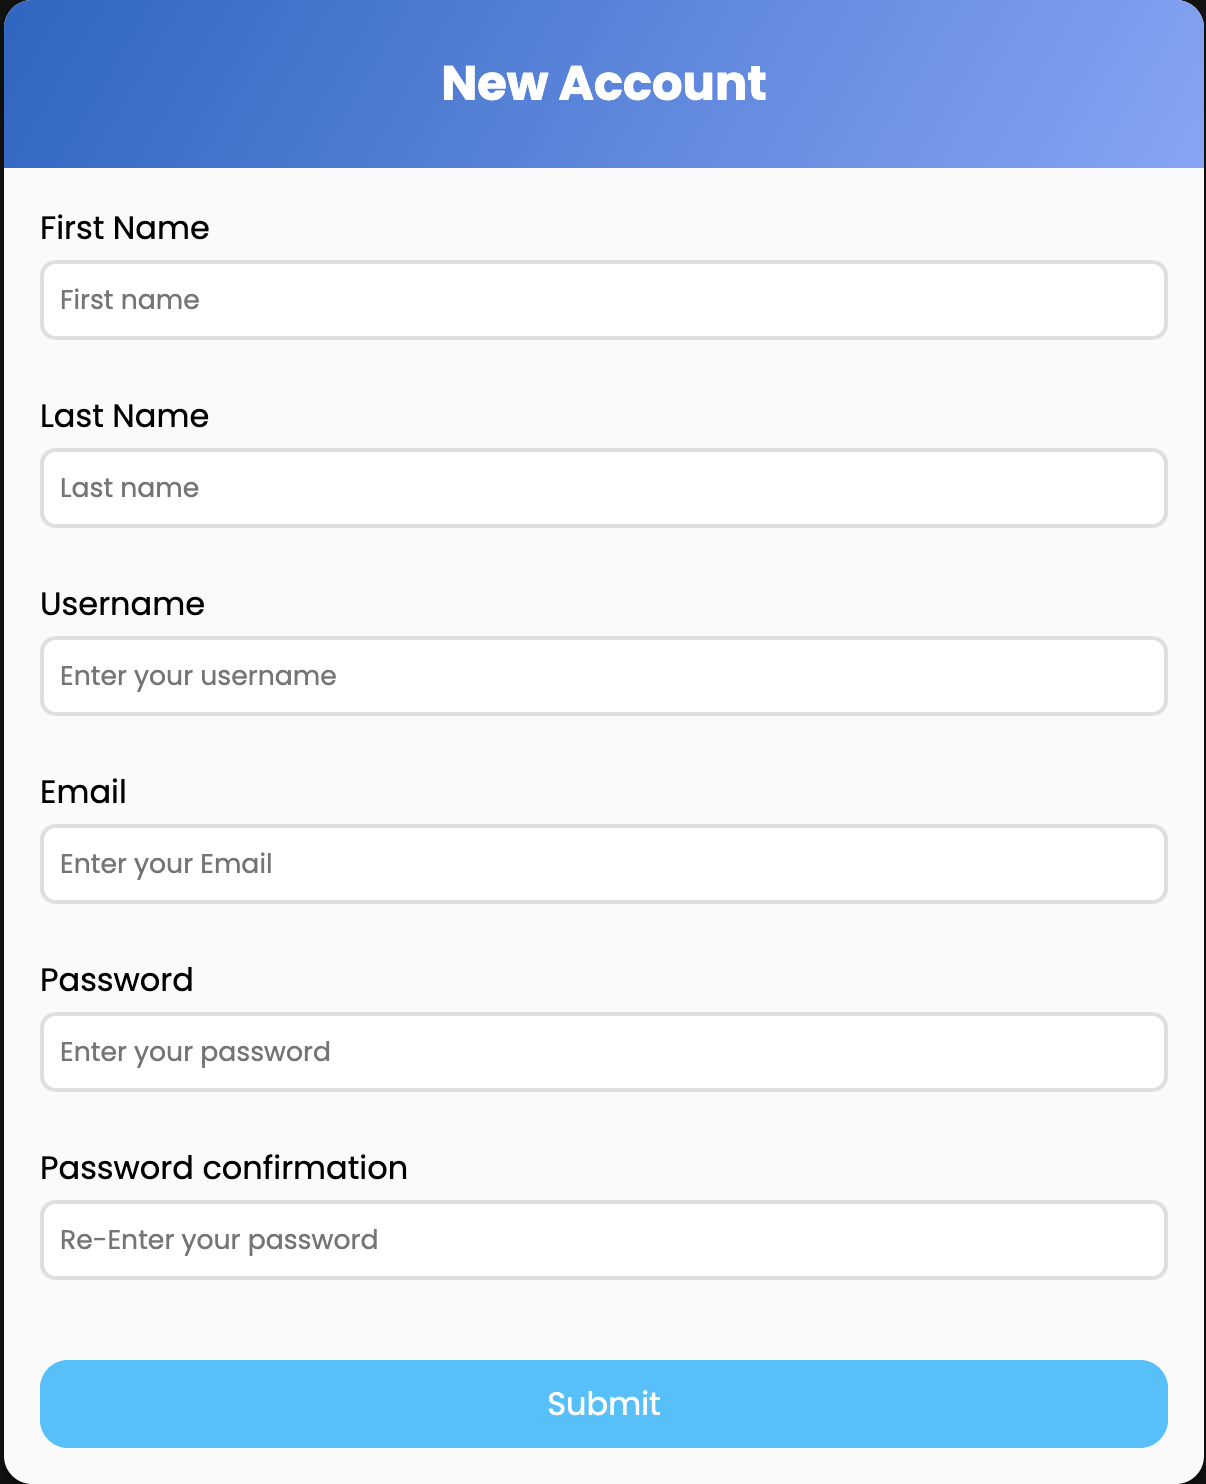 New Account
First Name
First name
Last Name
Last name
Username
Enter your username
Email
Enter your Email
Password
Enter your password
Password confirmation
Re-Enter your password
Submit